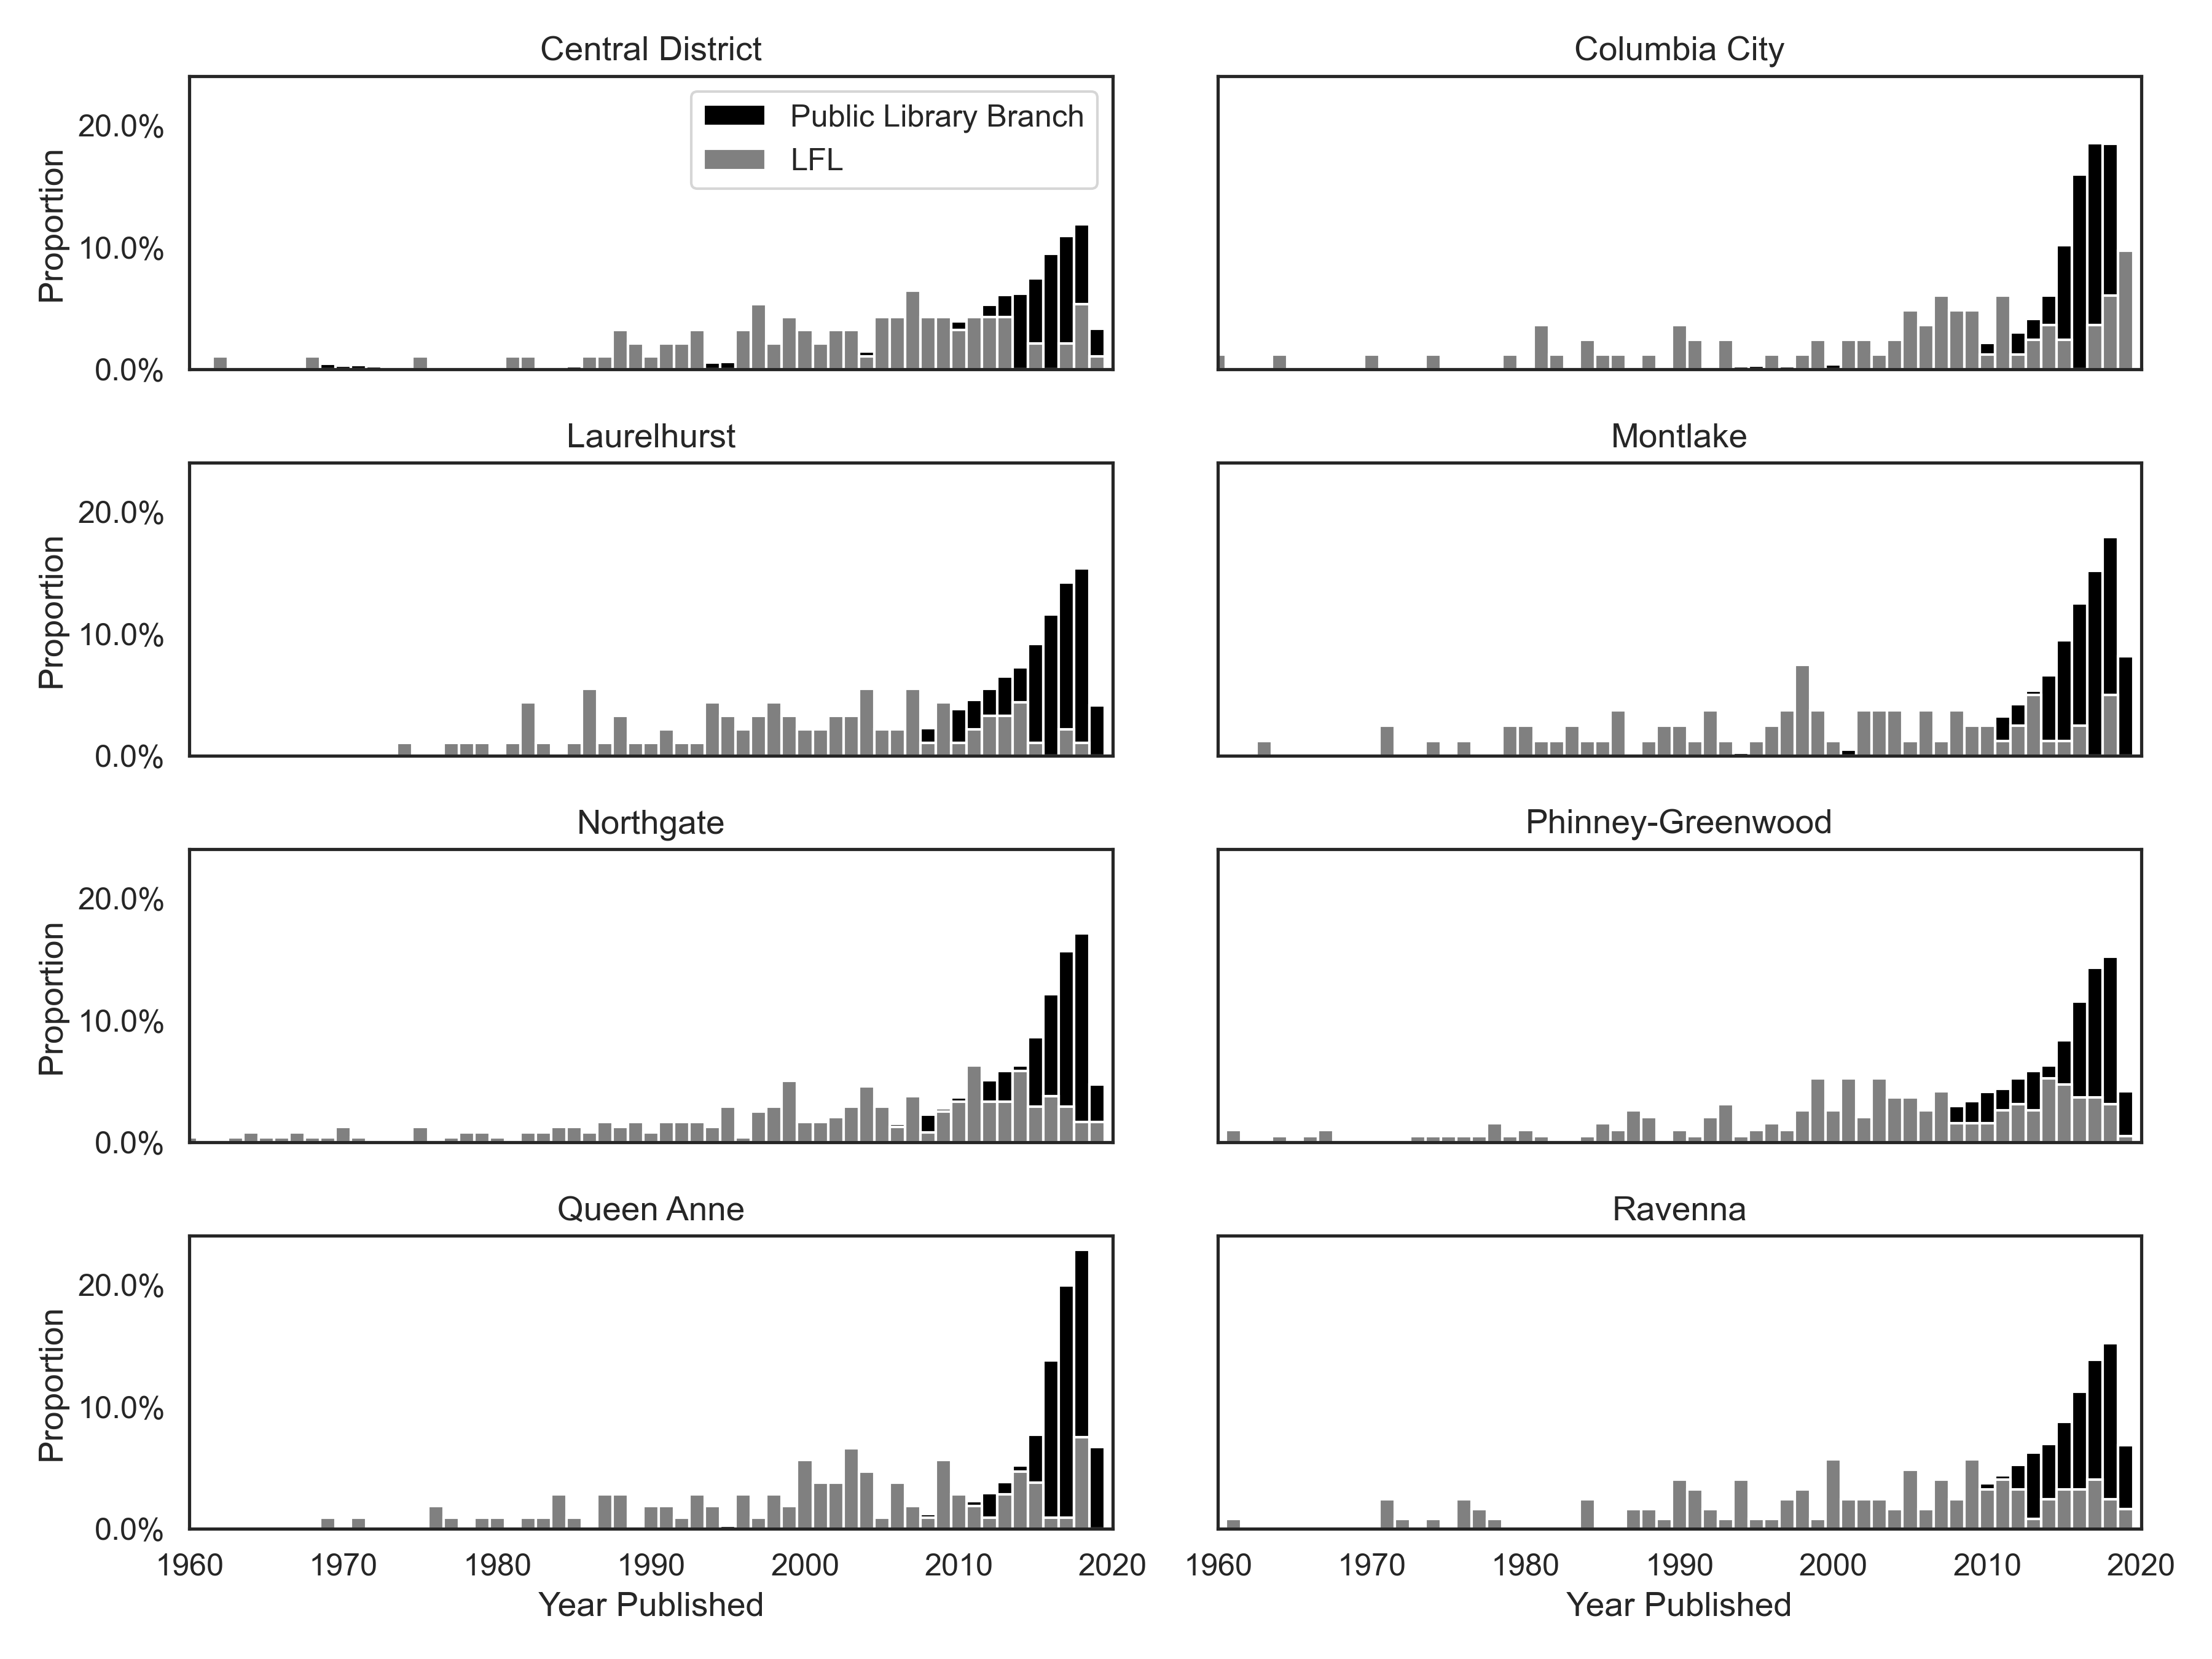 Central District
Columbia City
Public Library Branch
LFL
Proportion
20.0%
10.0%
0.0%
Laurelhurst
Montlake
Proportion
20.0%
10.0%
0.0%
Northgate
Phinney-Greenwood
Proportion
20.0%
10.0%
0.0%
Queen Anne
Ravenna
Proportion
20.0%
10.0%
0.0%
1960 1970 1980 1990 2000 2010 2020
1960 1970 1980 1990 2000 2010 2020
Year Published
Year Published